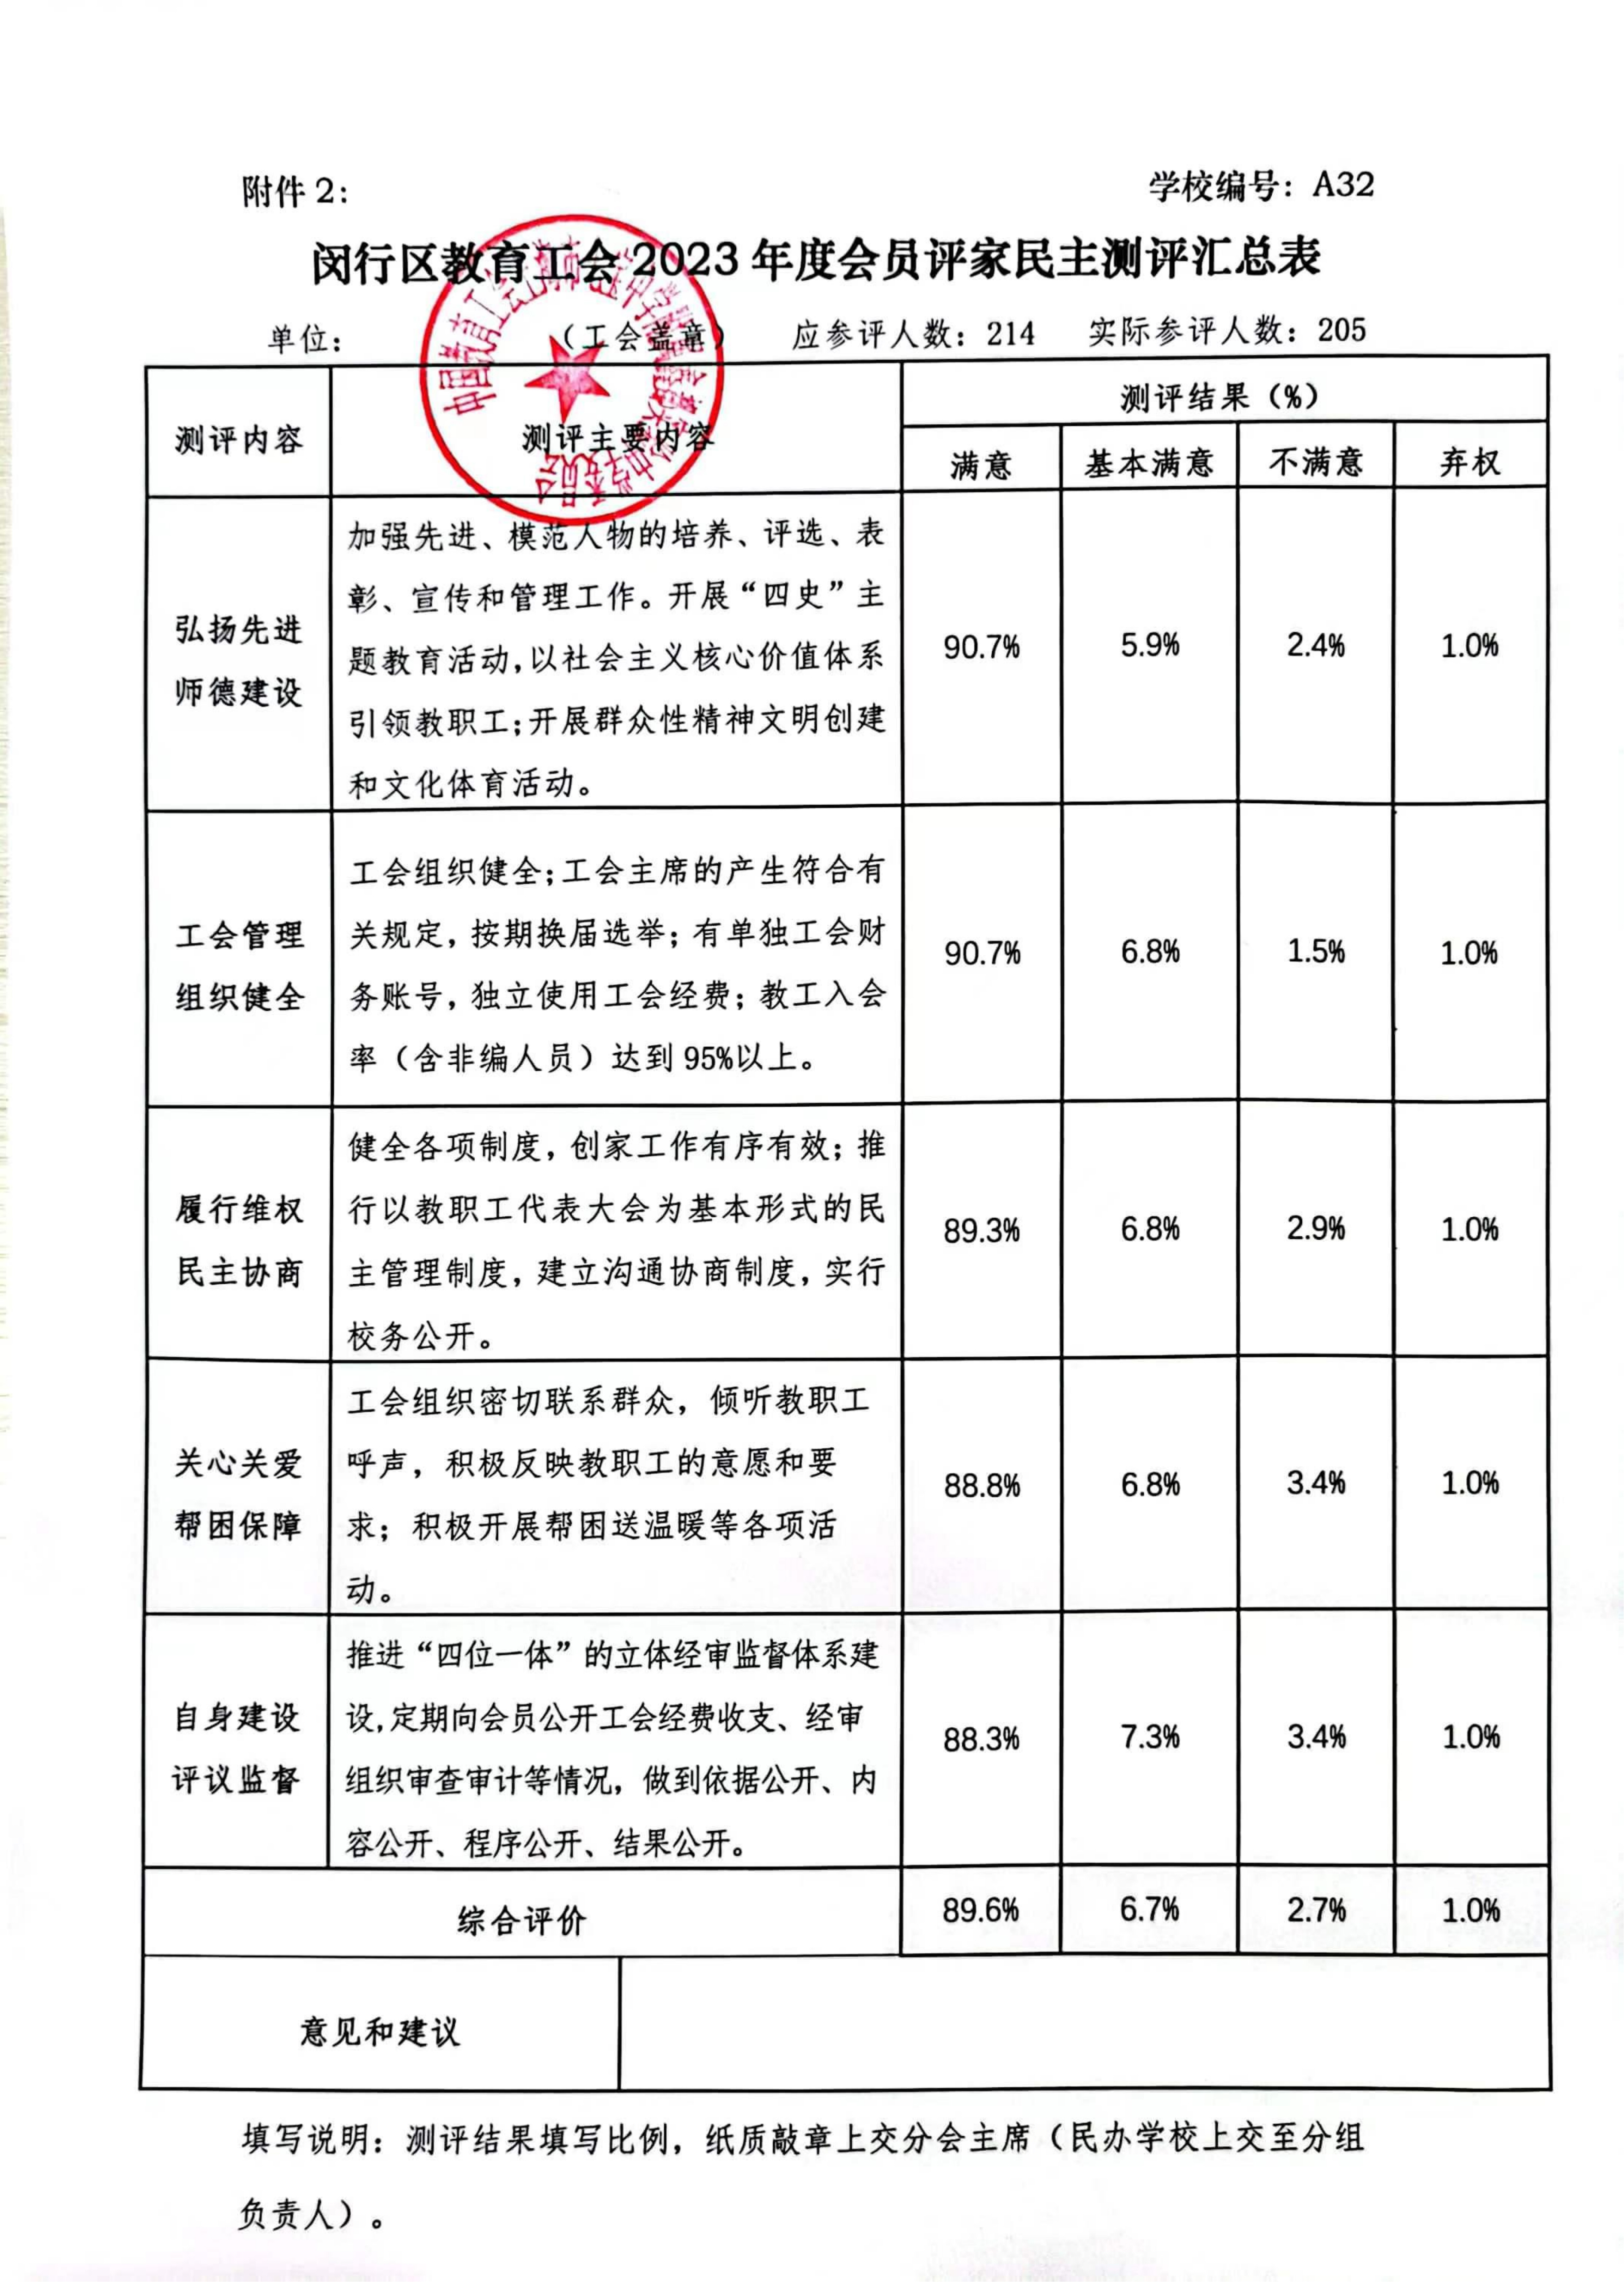 附件2：
学校编号：A32
闵行区教育工会2023年度会员评家民主测评汇总表
单位： （工会盖章） 应参评人数：214 实际参评人数：205
测评内容
测评主要内容
测评结果（%）
满意 基本满意 不满意 弃权
弘扬先进
师德建设
加强先进、模范人物的培养、评选、表
彰、宣传和管理工作。开展“四史”主
题教育活动，以社会主义核心价值体系
引领教职工；开展群众性精神文明创建
和文化体育活动。
90.7% 5.9% 2.4% 1.0%
工会管理
组织健全
工会组织健全；工会主席的产生符合有
关规定，按期换届选举；有单独工会财
务账号，独立使用工会经费；教工入会
率（含非编人员）达到95%以上。
90.7% 6.8% 1.5% 1.0%
履行维权
民主协商
健全各项制度，创家工作有序有效；推
行以教职工代表大会为基本形式的民
主管理制度，建立沟通协商制度，实行
校务公开。
89.3% 6.8% 2.9% 1.0%
关心关爱
帮困保障
工会组织密切联系群众，倾听教职工
呼声，积极反映教职工的意愿和要
求；积极开展帮困送温暖等各项活
动。
88.8% 6.8% 3.4% 1.0%
自身建设
评议监督
推进“四位一体”的立体经审监督体系建
设，定期向会员公开工会经费收支、经审
组织审查审计等情况，做到依据公开、内
容公开、程序公开、结果公开。
88.3% 7.3% 3.4% 1.0%
综合评价
89.6% 6.7% 2.7% 1.0%
意见和建议
填写说明：测评结果填写比例，纸质敲章上交分会主席（民办学校上交至分组
负责人）。